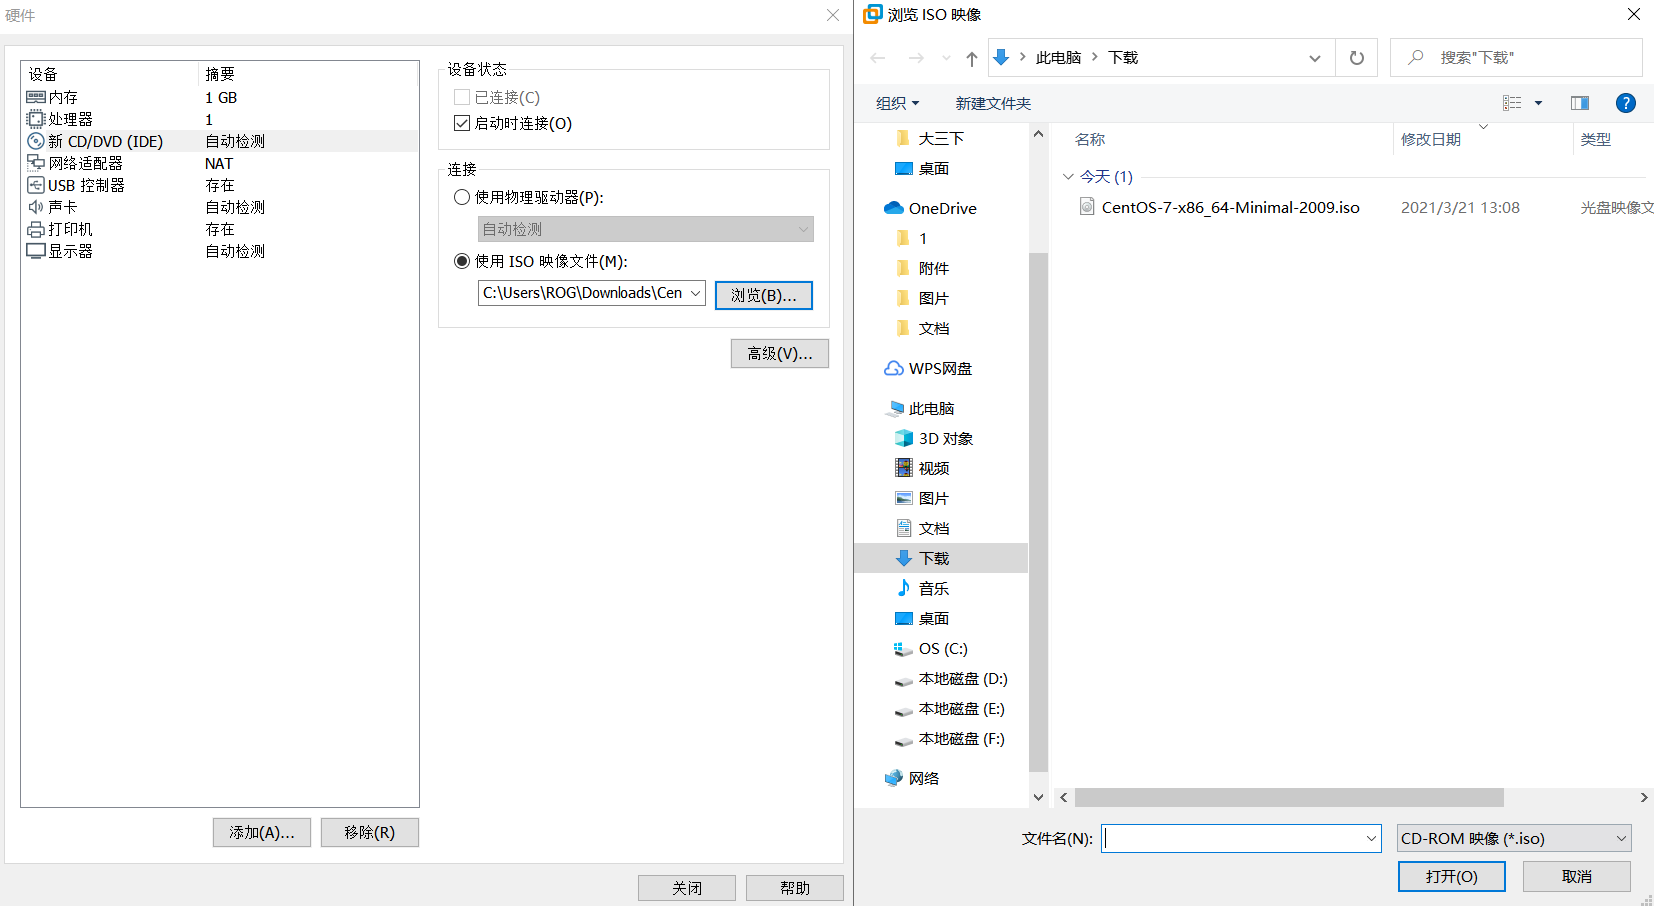 硬件
设备 摘要
内存 1 GB
处理器 1
新 CD/DVD (IDE) 自动检测
网络适配器 NAT
USB 控制器 存在
声卡 自动检测
打印机 存在
显示器 自动检测
添加(A)... 移除(R)
设备状态
已连接(C)
启动时连接(O)
连接
使用物理驱动器(P):
自动检测
使用 ISO 映像文件(M):
C:\Users\ROG\Downloads\Cen 浏览(B)...
高级(V)...
关闭 帮助
浏览 ISO 映像
此电脑 下载 搜索"下载"
组织 新建文件夹 ?
大三下
桌面
OneDrive
1
附件
图片
文档
WPS网盘
此电脑
3D 对象
视频
图片
文档
下载
音乐
桌面
OS (C:)
本地磁盘 (D:)
本地磁盘 (E:)
本地磁盘 (F:)
网络
名称 修改日期 类型
今天 (1)
CentOS-7-x86_64-Minimal-2009.iso 2021/3/21 13:08 光盘映像文
文件名(N): CD-ROM 映像 (*.iso)
打开(O) 取消